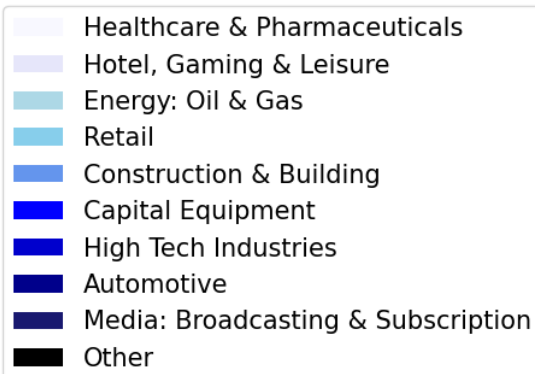 Healthcare & Pharmaceuticals
Hotel, Gaming & Leisure
Energy: Oil & Gas
Retail
Construction & Building
Capital Equipment
High Tech Industries
Automotive
Media: Broadcasting & Subscription
Other